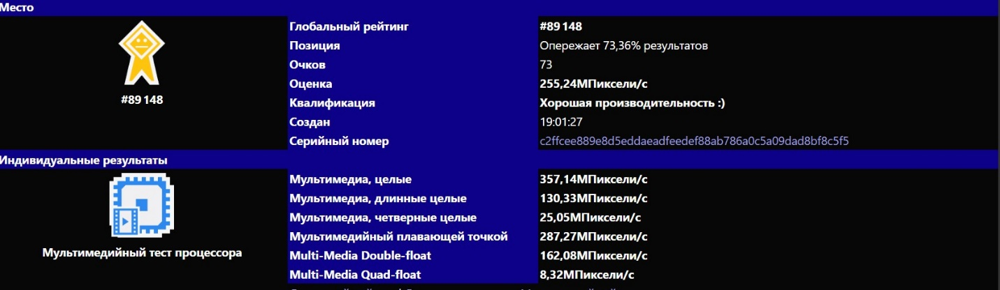 Место
#89 148
Глобальный рейтинг #89 148
Позиция Опережает 73,36% результатов
Очков 73
Оценка 255,24МПиксели/с
Квалификация Хорошая производительность :)
Создан 19:01:27
Серийный номер c2ffcee889e8d5eddaeadfeedef88ab786a0c5a09dad8bf8c5f5
Индивидуальные результаты
Мультимедийный тест процессора
Мультимедиа, целые 357,14МПиксели/с
Мультимедиа, длинные целые 130,33МПиксели/с
Мультимедиа, четверные целые 25,05МПиксели/с
Мультимедийный плавающей точкой 287,27МПиксели/с
Multi-Media Double-float 162,08МПиксели/с
Multi-Media Quad-float 8,32МПиксели/с